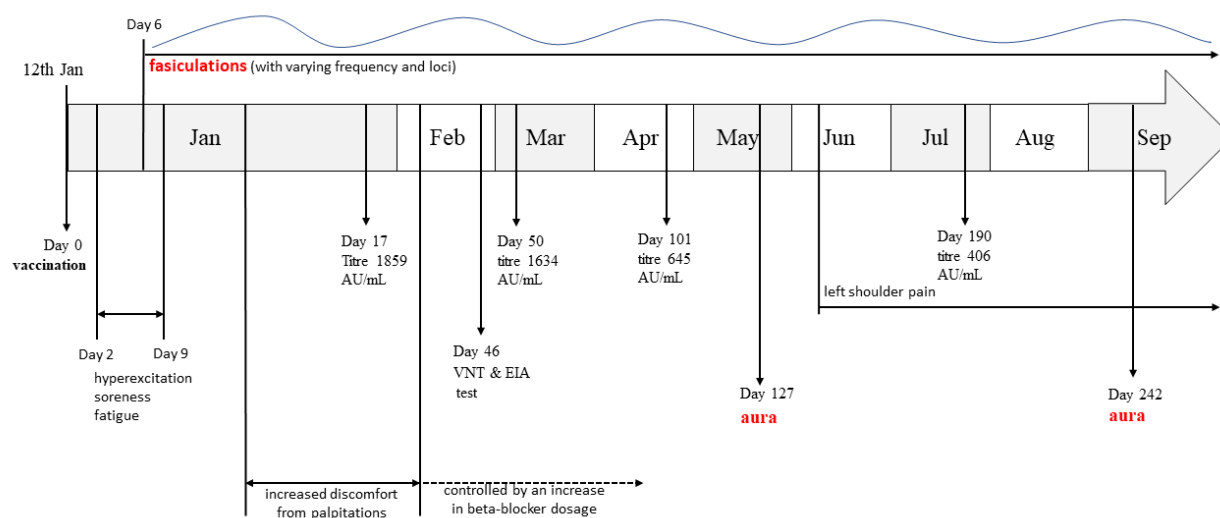 Day 6
fasiculations (with varying frequency and loci)
12th Jan
Jan
Feb
Mar
Apr
May
Jun
Jul
Aug
Sep
Day 0
vaccination
Day 17
Titre 1859
AU/mL
Day 50
titre 1634
AU/mL
Day 101
titre 645
AU/mL
Day 190
titre 406
AU/mL
left shoulder pain
Day 2
Day 9
hyperexcitation
soreness
fatigue
Day 46
VNT & EIA
test
Day 127
aura
Day 242
aura
increased discomfort
from palpitations
controlled by an increase
in beta-blocker dosage